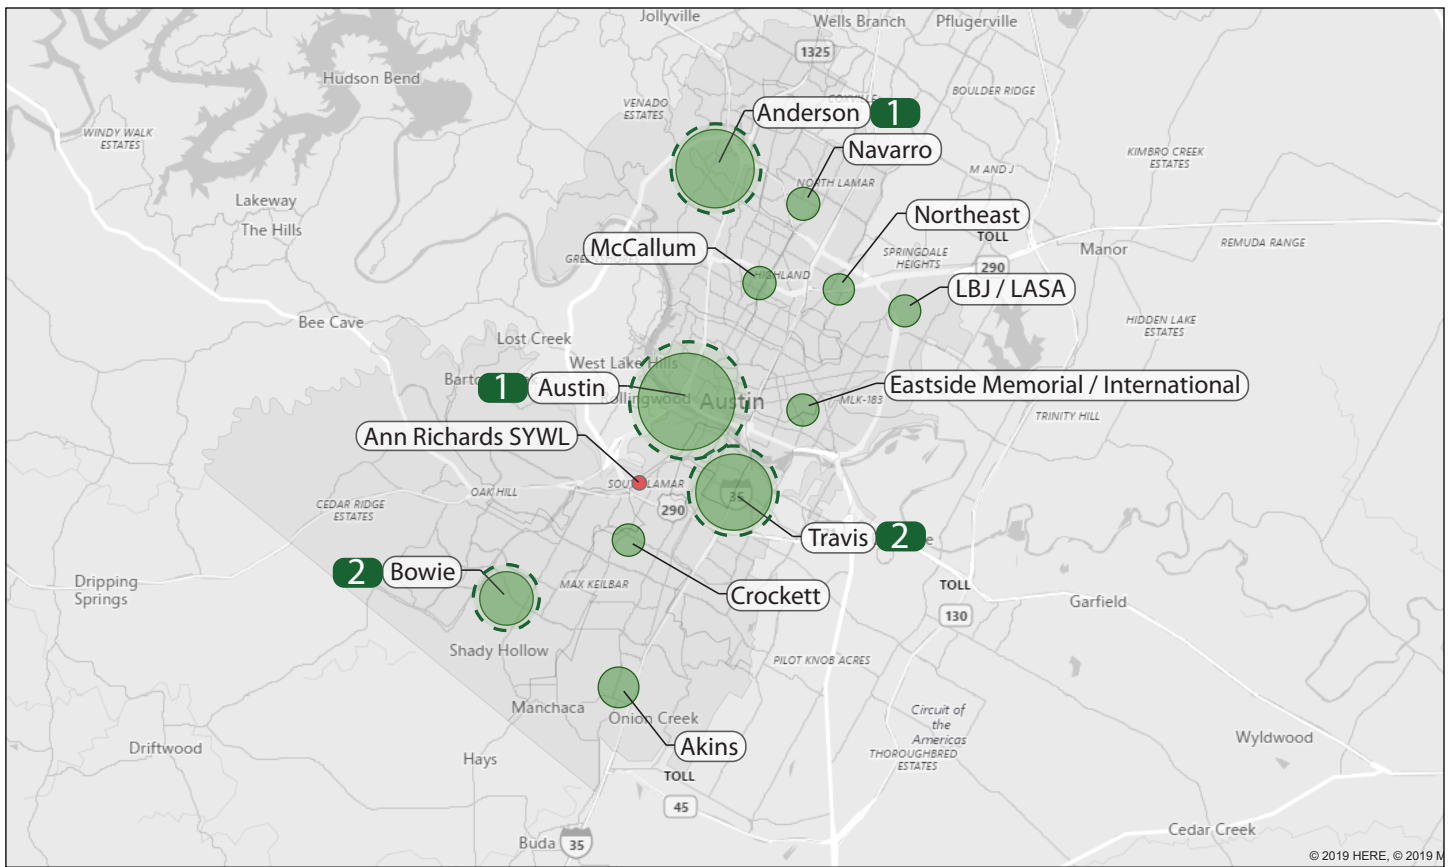 Jollyville
Wells Branch
Pflugerville
1325
Hudson Bend
VENADO
ESTATES
BOULDER RIDGE
Anderson 1
WINDY WALK
ESTATES
Navarro
KIMBRO CREEK
ESTATES
M AND J
NORTH LAMAR
Lakeway
The Hills
Northeast
TOLL
290
McCallum
SPRINGDALE
HEIGHTS
Manor
REMUDA RANGE
HIGHLAND
LBJ / LASA
Bee Cave
Lost Creek
HIDDEN LAKE
ESTATES
West Lake Hills
1 Austin
Austin
Eastside Memorial / International
MLK-183
TRINITY HILL
Ann Richards SYWL
SOUTH LAMAR
OAK HILL
CEDAR RIDGE
ESTATES
290
35
Travis 2
2 Bowie
Dripping
Springs
MAX KEILBAR
Crockett
TOLL
130
Garfield
Shady Hollow
PILOT KNOB ACRES
Manchaca
Onion Creek
Circuit of
the
Americas
THOROUGHBRED
ESTATES
Driftwood
Hays
Akins
Wyldwood
TOLL
45
Buda
35
Cedar Creek
© 2019 HERE, © 2019 M